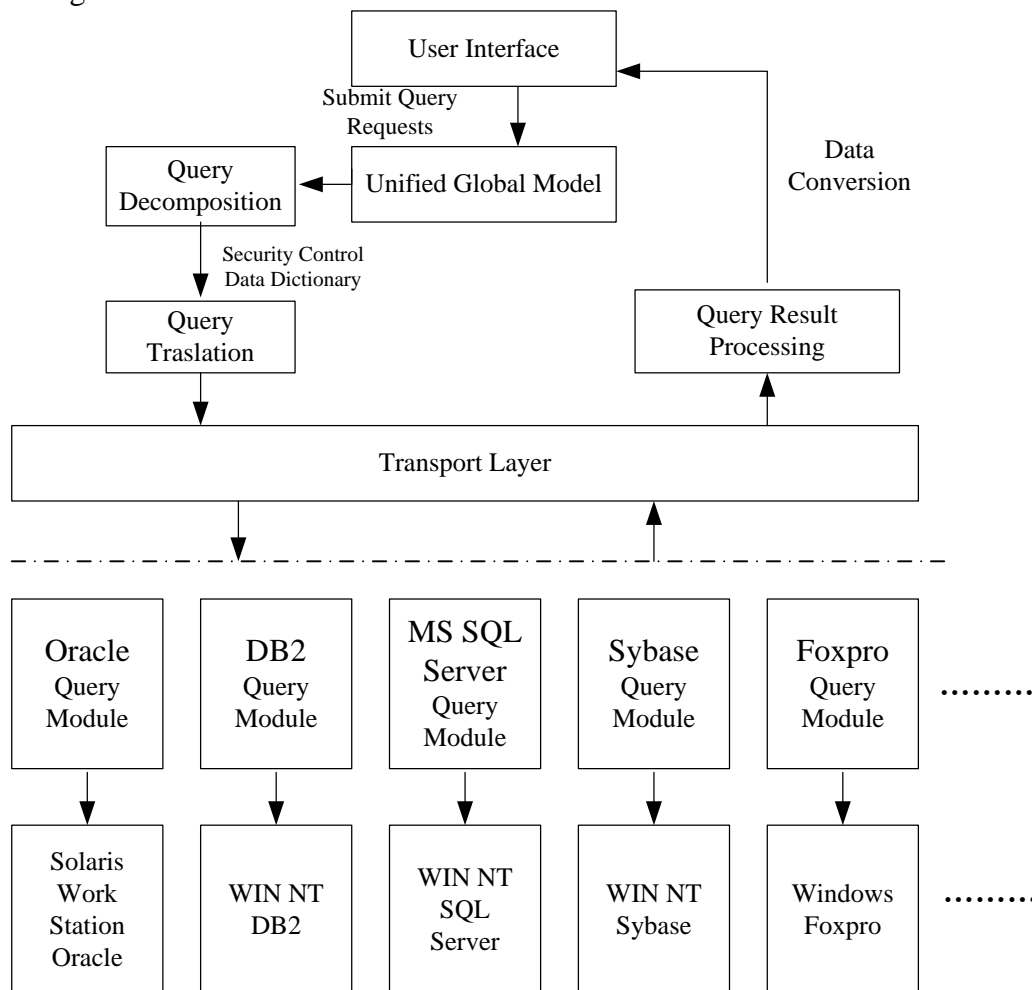 User Interface
Submit Query
Requests
Query
Decomposition
Unified Global Model
Data
Conversion
Security Control
Data Dictionary
Query
Traslation
Query Result
Processing
Transport Layer
Oracle
Query
Module
DB2
Query
Module
MS SQL
Server
Query
Module
Sybase
Query
Module
Foxpro
Query
Module
.........
Solaris
Work
Station
Oracle
WIN NT
DB2
WIN NT
SQL
Server
WIN NT
Sybase
Windows
Foxpro
.........